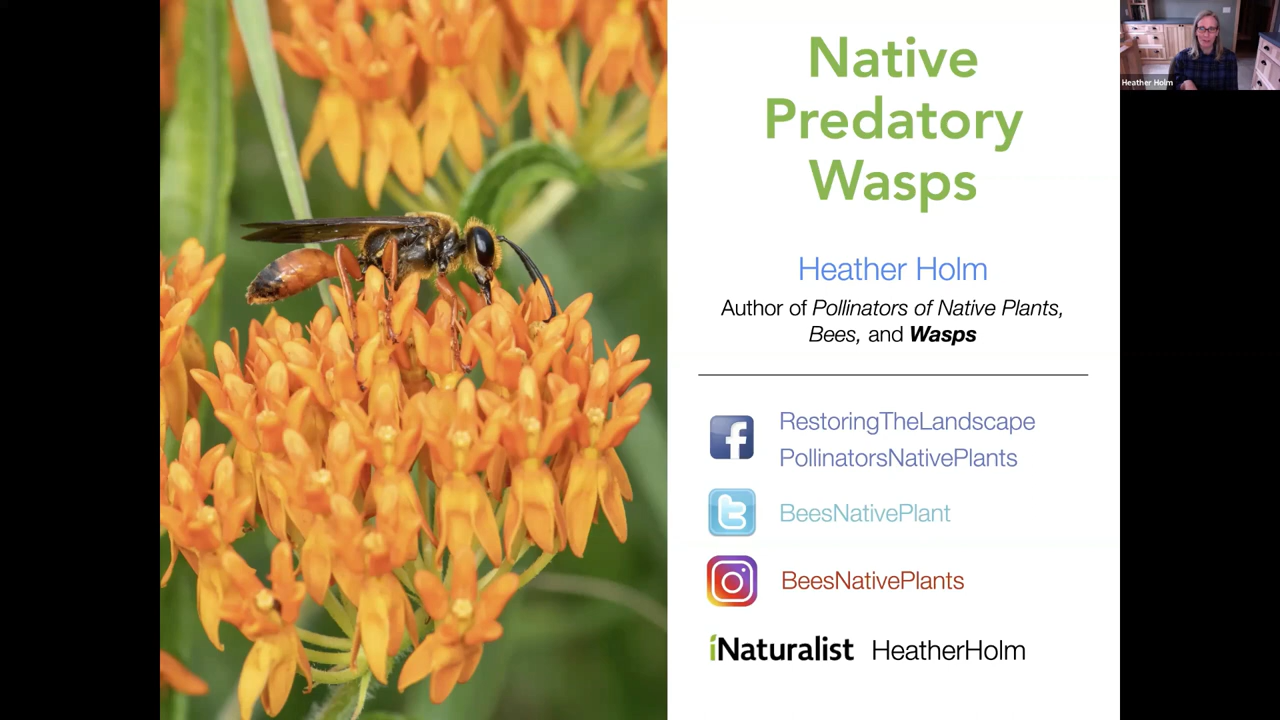 Native
Predatory
Wasps
Heather Holm
Author of Pollinators of Native Plants,
Bees, and Wasps
RestoringTheLandscape
PollinatorsNativePlants
BeesNativePlant
BeesNativePlants
iNaturalist HeatherHolm
Heather Holm